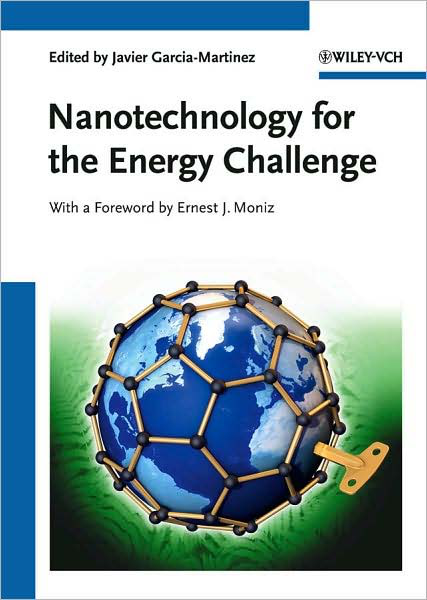 Edited by Javier Garcia-Martinez
WILEY-VCH
Nanotechnology for
the Energy Challenge
With a Foreword by Ernest J. Moniz